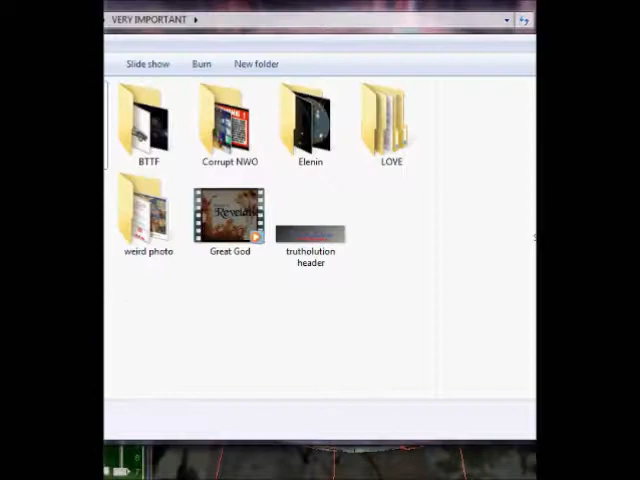 VERY IMPORTANT
Slide show Burn New folder
BTTF Corrupt NWO Elenin LOVE
weird photo Great God trutholution
header